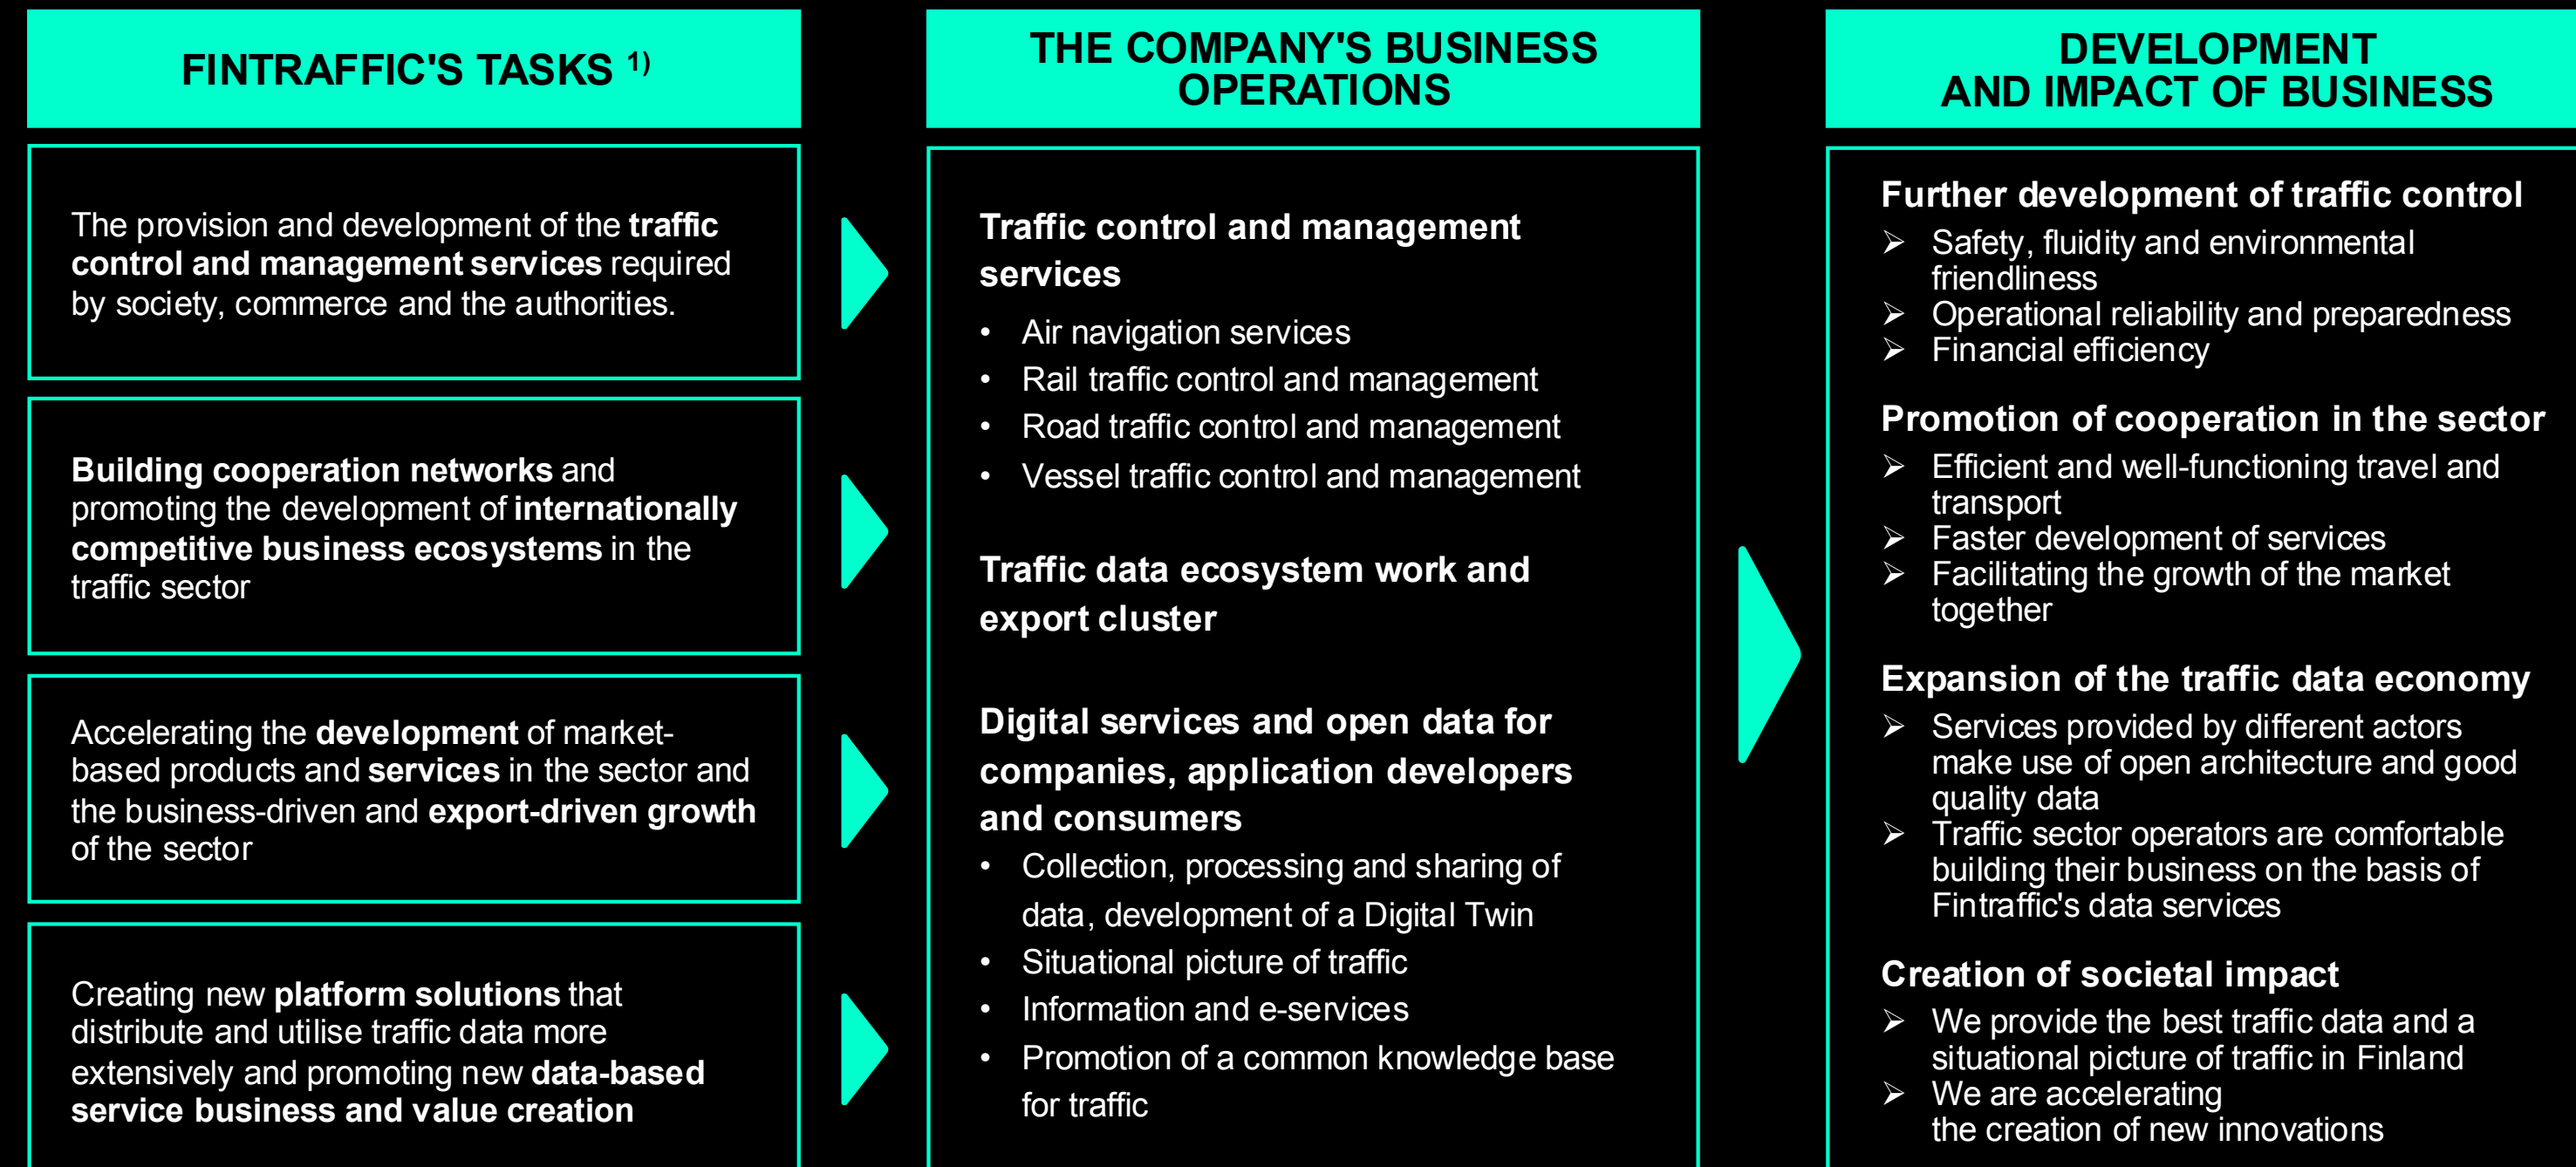 FINTRAFFIC'S TASKS ¹⁾
The provision and development of the traffic
control and management services required
by society, commerce and the authorities.
Building cooperation networks and
promoting the development of internationally
competitive business ecosystems in the
traffic sector
Accelerating the development of market-
based products and services in the sector and
the business-driven and export-driven growth
of the sector
Creating new platform solutions that
distribute and utilise traffic data more
extensively and promoting new data-based
service business and value creation
THE COMPANY'S BUSINESS
OPERATIONS
Traffic control and management
services
• Air navigation services
• Rail traffic control and management
• Road traffic control and management
• Vessel traffic control and management
Traffic data ecosystem work and
export cluster
Digital services and open data for
companies, application developers
and consumers
• Collection, processing and sharing of
data, development of a Digital Twin
• Situational picture of traffic
• Information and e-services
• Promotion of a common knowledge base
for traffic
DEVELOPMENT
AND IMPACT OF BUSINESS
Further development of traffic control
➢ Safety, fluidity and environmental
friendliness
➢ Operational reliability and preparedness
➢ Financial efficiency
Promotion of cooperation in the sector
➢ Efficient and well-functioning travel and
transport
➢ Faster development of services
➢ Facilitating the growth of the market
together
Expansion of the traffic data economy
➢ Services provided by different actors
make use of open architecture and good
quality data
➢ Traffic sector operators are comfortable
building their business on the basis of
Fintraffic's data services
Creation of societal impact
➢ We provide the best traffic data and a
situational picture of traffic in Finland
➢ We are accelerating
the creation of new innovations